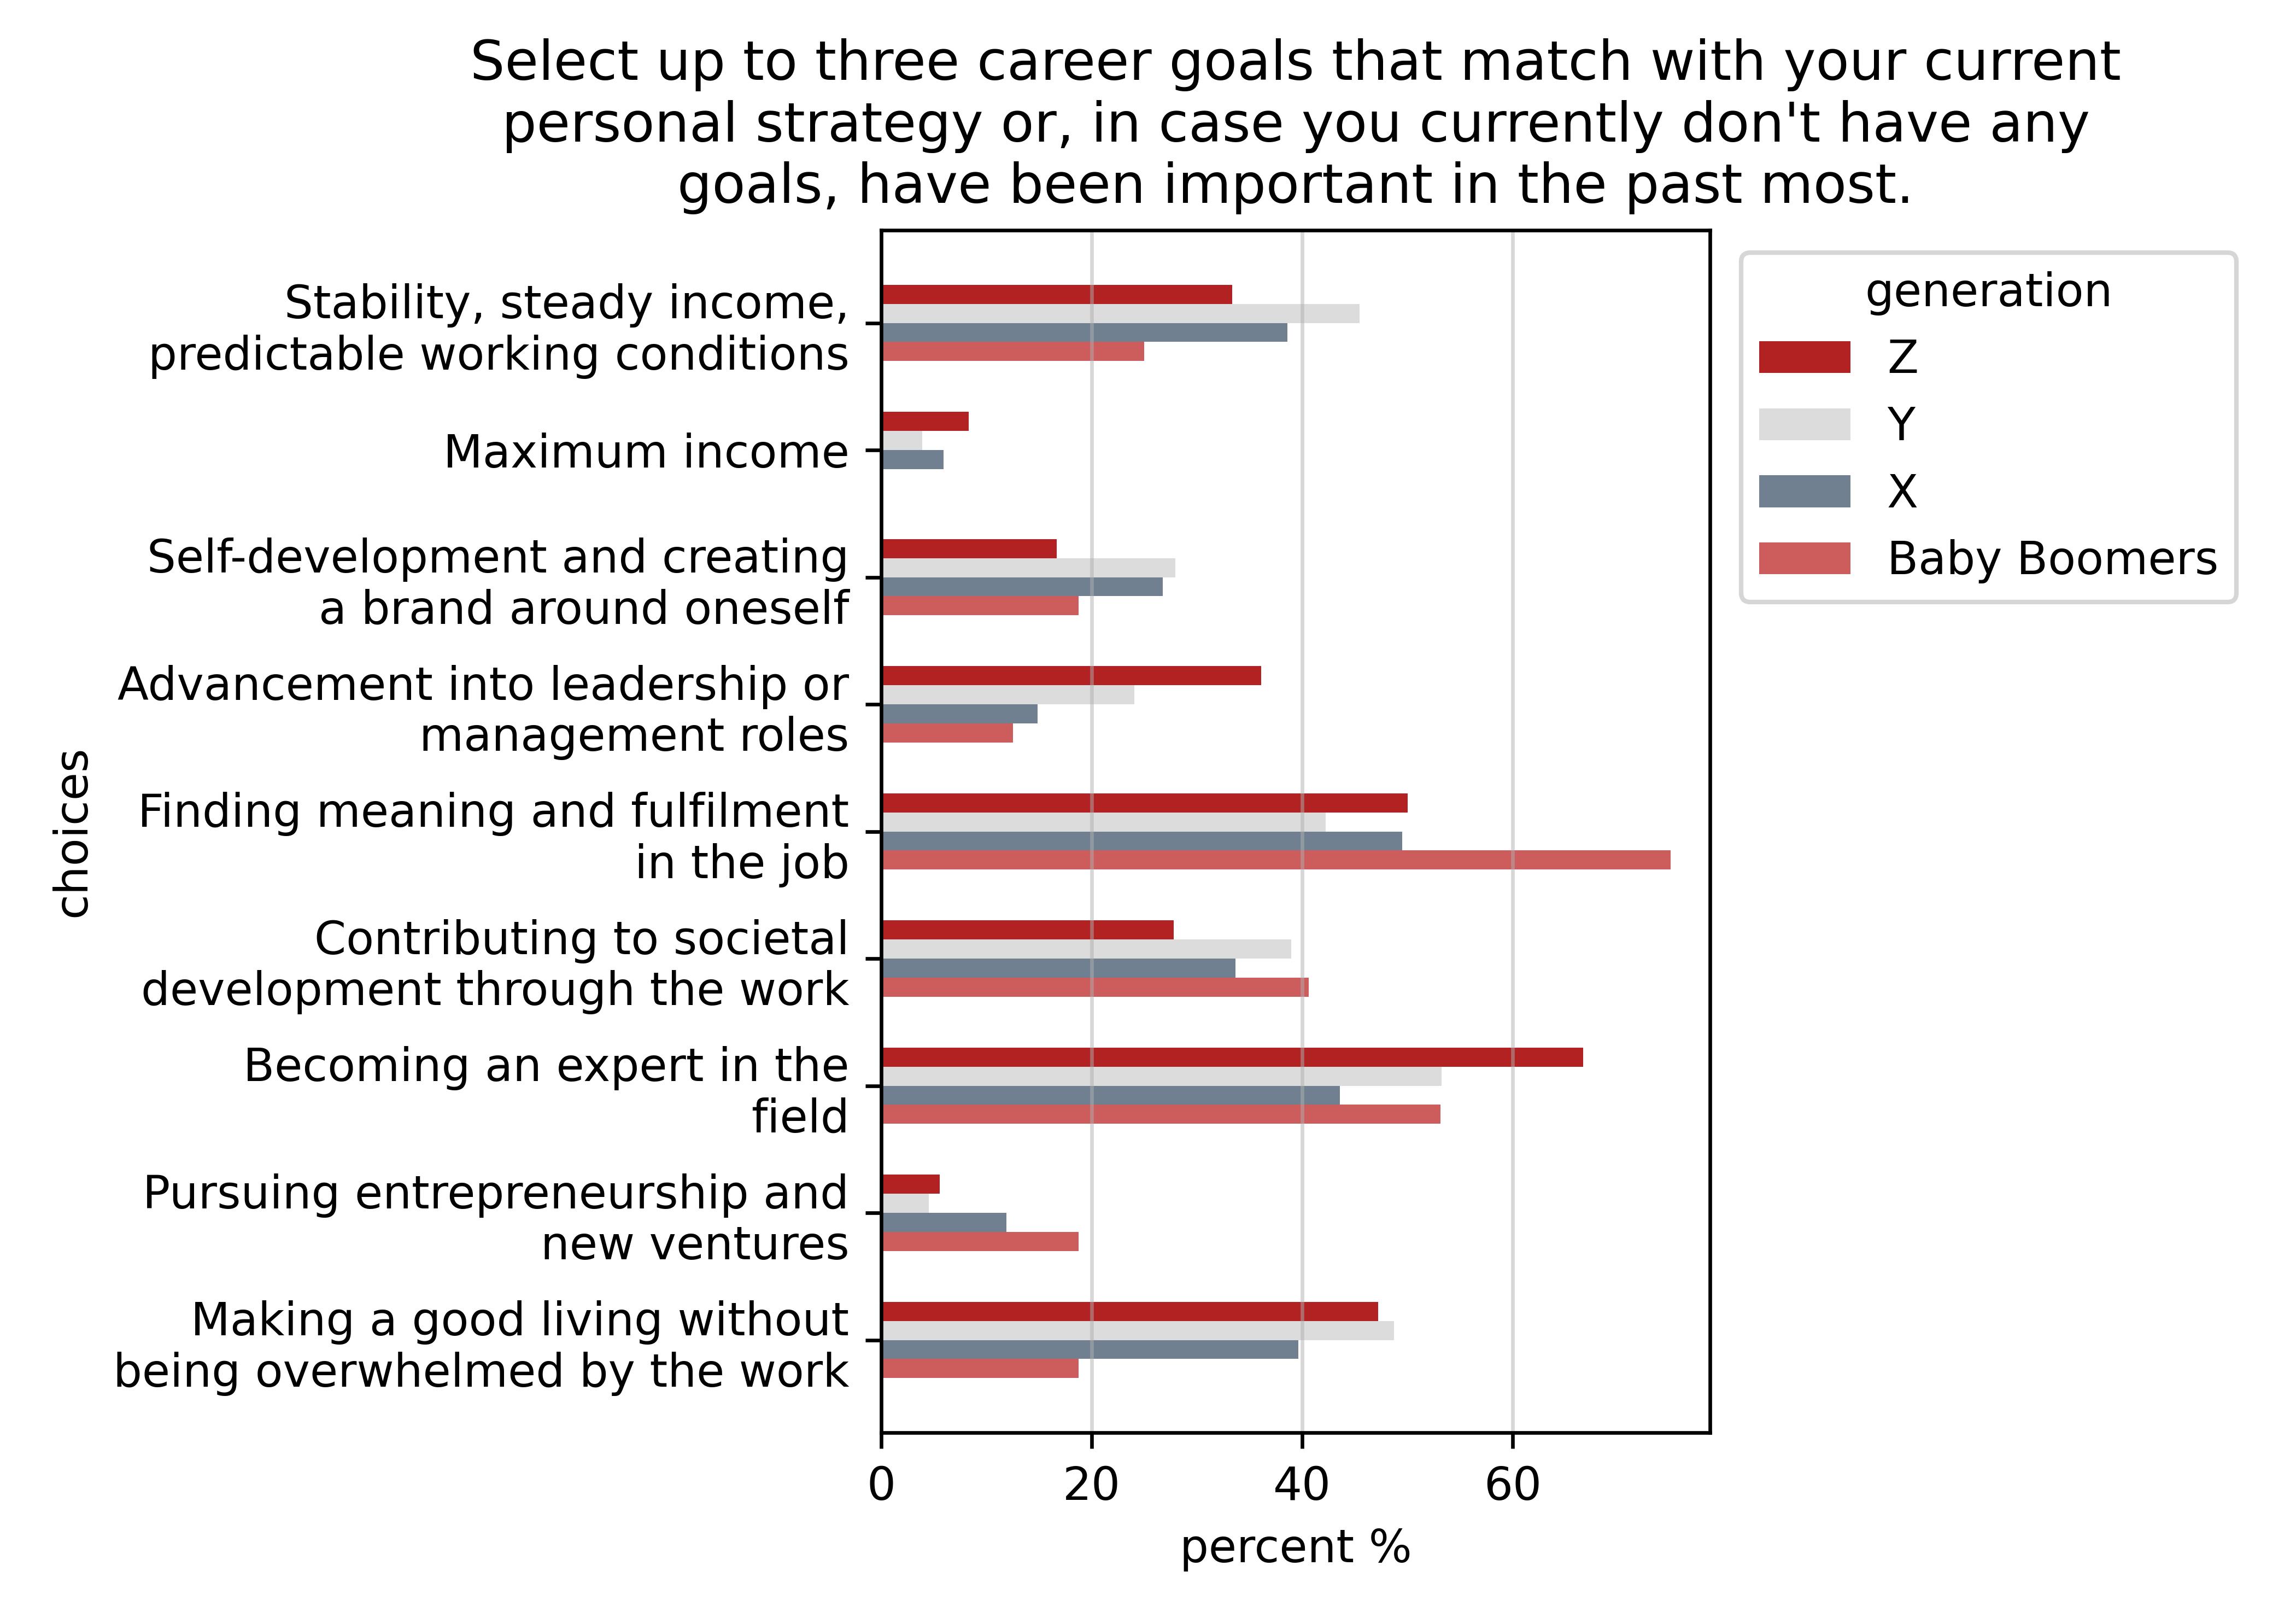 Select up to three career goals that match with your current
personal strategy or, in case you currently don't have any
goals, have been important in the past most.
generation
Z
Y
X
Baby Boomers
choices
Stability, steady income,
predictable working conditions
Maximum income
Self-development and creating
a brand around oneself
Advancement into leadership or
management roles
Finding meaning and fulfilment
in the job
Contributing to societal
development through the work
Becoming an expert in the
field
Pursuing entrepreneurship and
new ventures
Making a good living without
being overwhelmed by the work
0 20 40 60
percent %